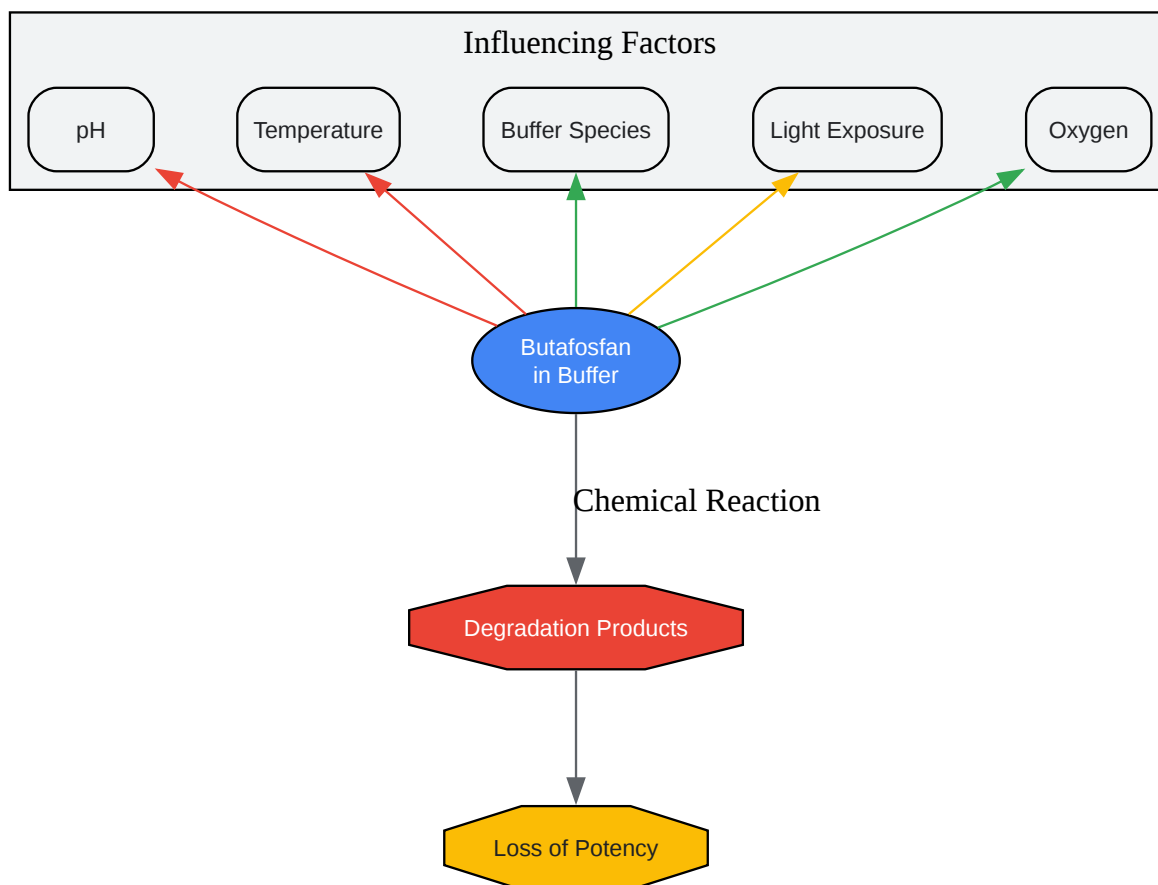 Influencing Factors
pH
Temperature
Buffer Species
Light Exposure
Oxygen
Butafosfan
in Buffer
Chemical Reaction
Degradation Products
Loss of Potency